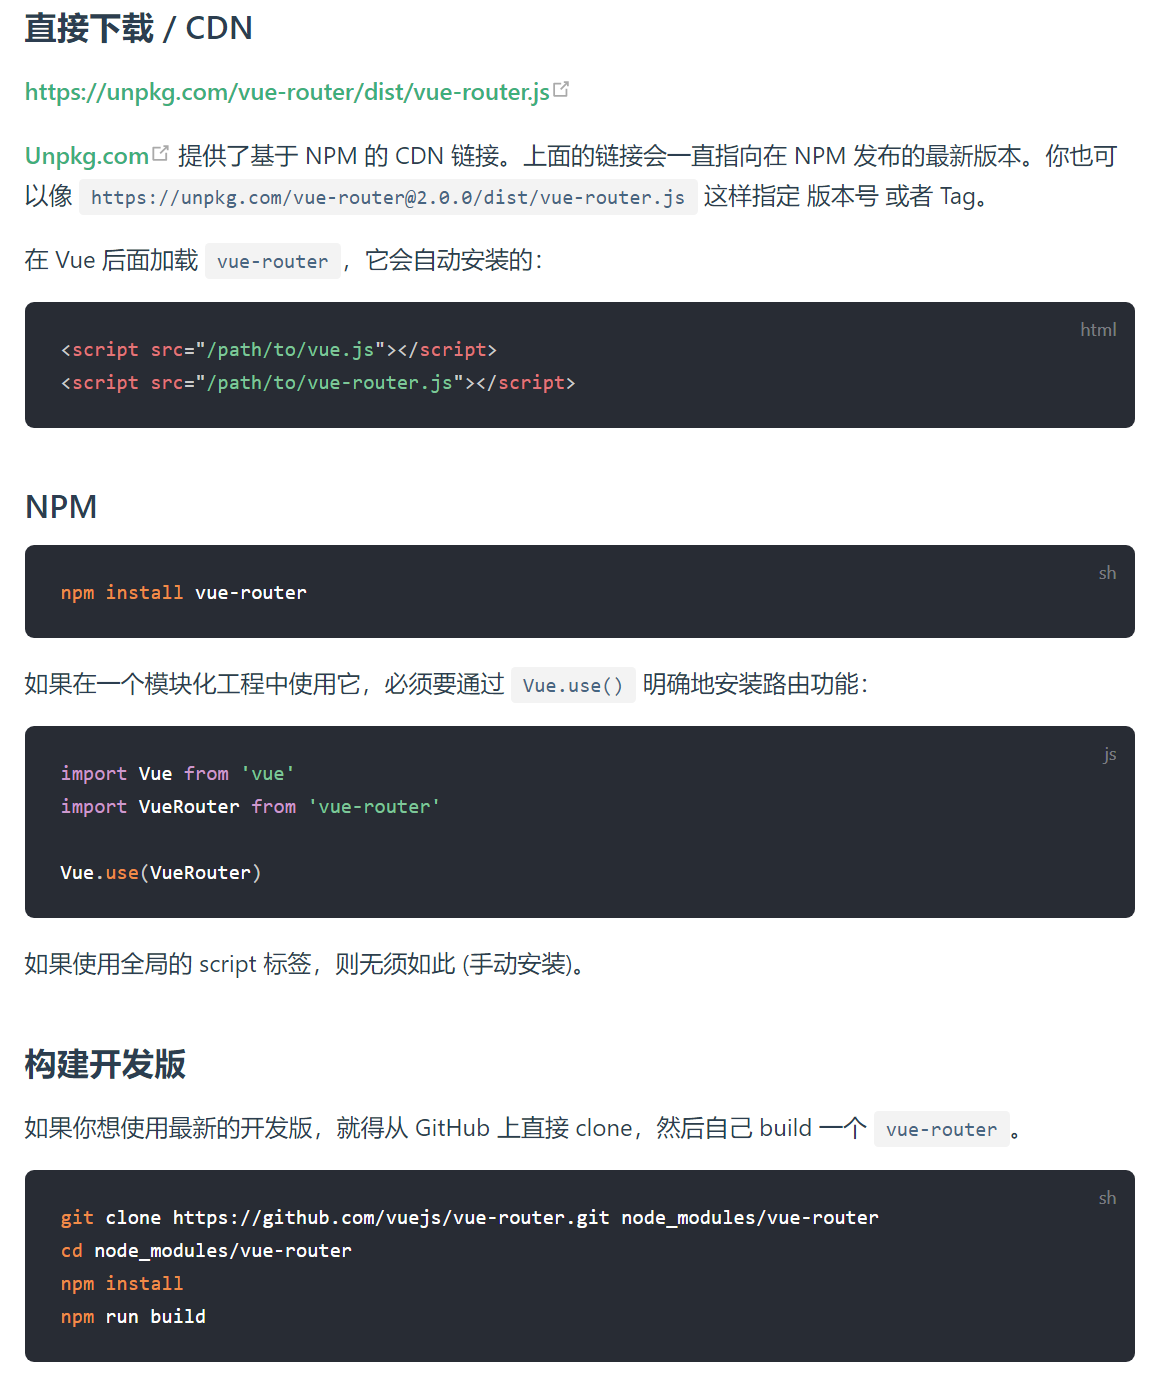 直接下载 / CDN
https://unpkg.com/vue-router/dist/vue-router.js
Unpkg.com 提供了基于 NPM 的 CDN 链接。上面的链接会一直指向在 NPM 发布的最新版本。你也可
以像 https://unpkg.com/vue-router@2.0.0/dist/vue-router.js 这样指定 版本号 或者 Tag。
在 Vue 后面加载 vue-router，它会自动安装的：
html
<script src="/path/to/vue.js"></script>
<script src="/path/to/vue-router.js"></script>
NPM
sh
npm install vue-router
如果在一个模块化工程中使用它，必须要通过 Vue.use() 明确地安装路由功能：
js
import Vue from 'vue'
import VueRouter from 'vue-router'
Vue.use(VueRouter)
如果使用全局的 script 标签，则无须如此 (手动安装)。
构建开发版
如果你想使用最新的开发版，就得从 GitHub 上直接 clone，然后自己 build 一个 vue-router。
sh
git clone https://github.com/vuejs/vue-router.git node_modules/vue-router
cd node_modules/vue-router
npm install
npm run build